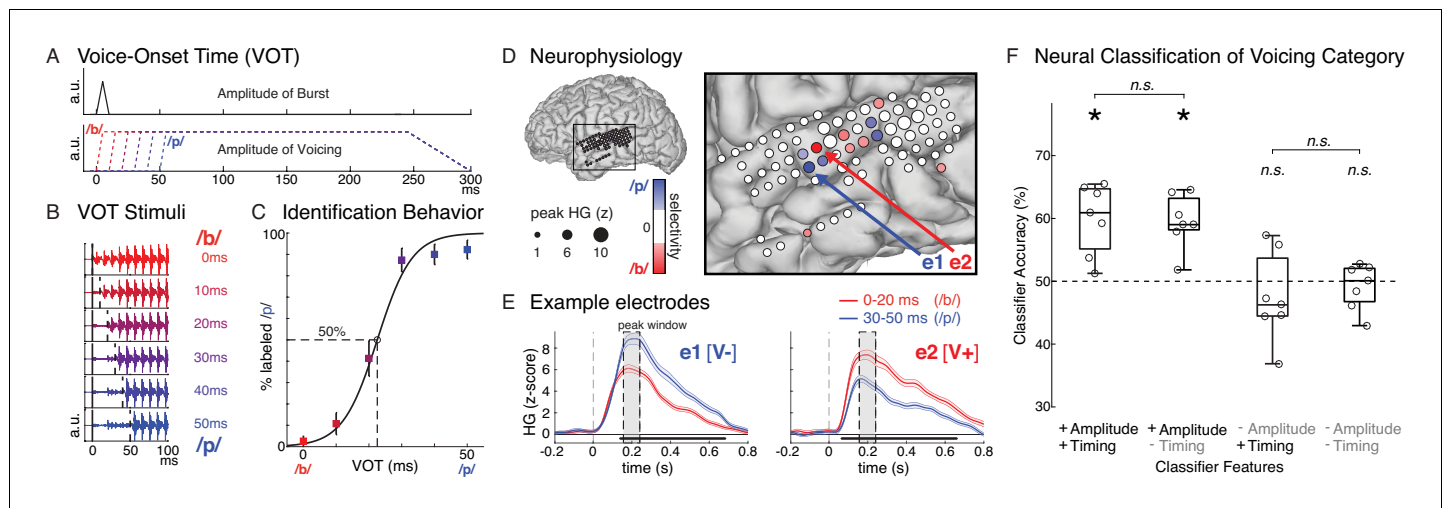 A Voice-Onset Time (VOT)
a.u.
Amplitude of Burst
a.u.
/b/
/p/
Amplitude of Voicing
0 50 100 150 200 250 300
ms
B VOT Stimuli
/b/
0ms
10ms
20ms
30ms
40ms
50ms
/p/
a.u.
0 100
ms
C Identification Behavior
% labeled /p/
100
50%
0
0 10 20 30 40 50
/b/ VOT (ms) /p/
D Neurophysiology
/p/
0
/b/
selectivity
peak HG (z)
1 6 10
e1 e2
E Example electrodes
0-20 ms (/b/)
30-50 ms (/p/)
peak window
e1 [V-]
e2 [V+]
HG (z-score)
8
6
4
2
0
-0.2 0 0.2 0.4 0.6 0.8
time (s)
-0.2 0 0.2 0.4 0.6 0.8
time (s)
F Neural Classification of Voicing Category
n.s.
* *
n.s.
n.s. n.s.
Classifier Accuracy (%)
70
60
50
40
30
+ Amplitude + Amplitude - Amplitude - Amplitude
+ Timing - Timing + Timing - Timing
Classifier Features